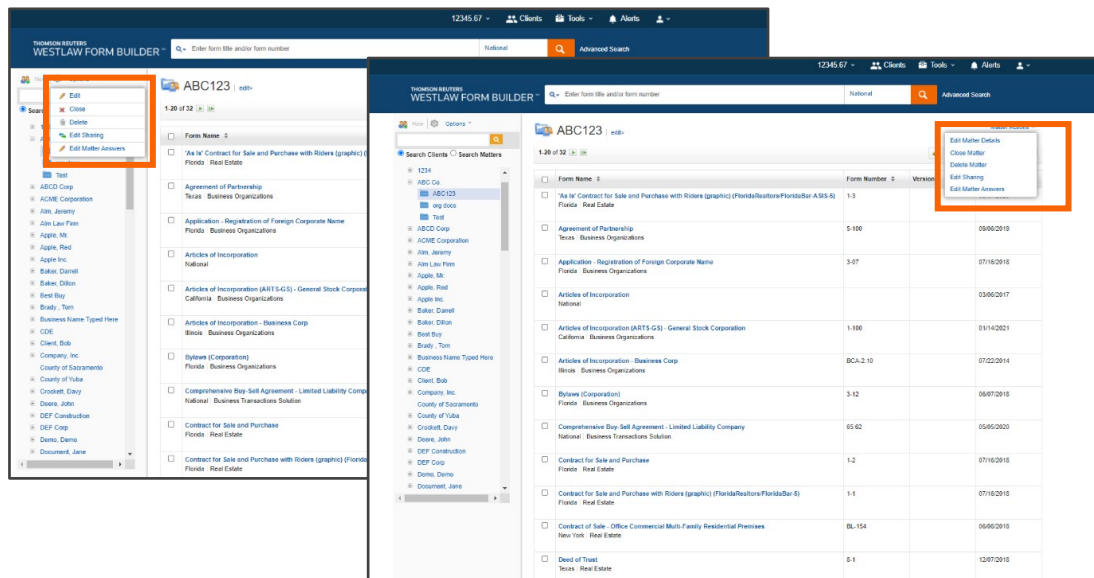 12345.67 Clients Tools Alerts
THOMSON REUTERS
WESTLAW FORM BUILDER™
Enter form title and/or form number
National
Advanced Search
Edit
Close
Delete
Edit Sharing
Edit Matter Answers
Test
ABCD Corp
ACME Corporation
Alm, Jeremy
Alm Law Firm
Apple, Mr.
Apple, Red
Apple Inc.
Baker, Darrell
Baker, Dillon
Best Buy
Brady , Tom
Business Name Typed Here
CDE
Client, Bob
Company, Inc.
County of Sacramento
County of Yuba
Crockett, Davy
Deere, John
DEF Construction
DEF Corp
Demo, Demo
Document, Jane
ABC123 | edit»
1-20 of 32
Form Name
'As Is' Contract for Sale and Purchase with Riders (graphic)
Florida | Real Estate
Agreement of Partnership
Texas | Business Organizations
Application - Registration of Foreign Corporate Name
Florida | Business Organizations
Articles of Incorporation
National
Articles of Incorporation (ARTS-GS) - General Stock
California | Business Organizations
Articles of Incorporation - Business Corp
Illinois | Business Organizations
Bylaws (Corporation)
Florida | Business Organizations
Comprehensive Buy-Sell Agreement - Limited Liability
National | Business Transactions Solution
Contract for Sale and Purchase
Florida | Real Estate
Contract for Sale and Purchase with Riders (graphic)
Florida | Real Estate
12345.67 Clients Tools Alerts
THOMSON REUTERS
WESTLAW FORM BUILDER™
Enter form title and/or form number
National
Advanced Search
New | Options
Search Clients Search Matters
1234
ABC Co.
ABC123
org docs
Test
ABCD Corp
ACME Corporation
Alm, Jeremy
Alm Law Firm
Apple, Mr.
Apple, Red
Apple Inc.
Baker, Darrell
Baker, Dillon
Best Buy
Brady , Tom
Business Name Typed Here
CDE
Client, Bob
Company, Inc.
County of Sacramento
County of Yuba
Crockett, Davy
Deere, John
DEF Construction
DEF Corp
Demo, Demo
Document, Jane
ABC123 | edit»
1-20 of 32
Edit Matter Details
Close Matter
Delete Matter
Edit Sharing
Edit Matter Answers
Form Name Form Number Version
'As Is' Contract for Sale and Purchase with Riders (graphic) (FloridaRealtors/FloridaBar-ASIS-5) 1-3
Florida | Real Estate
Agreement of Partnership 5-100 08/06/2019
Texas | Business Organizations
Application - Registration of Foreign Corporate Name 3-07 07/16/2018
Florida | Business Organizations
Articles of Incorporation 03/06/2017
National
Articles of Incorporation (ARTS-GS) - General Stock Corporation 1-100 01/14/2021
California | Business Organizations
Articles of Incorporation - Business Corp BCA-2.10 07/22/2014
Illinois | Business Organizations
Bylaws (Corporation) 3-12 06/07/2018
Florida | Business Organizations
Comprehensive Buy-Sell Agreement - Limited Liability Company 65:62 05/05/2020
National | Business Transactions Solution
Contract for Sale and Purchase 1-2 07/16/2018
Florida | Real Estate
Contract for Sale and Purchase with Riders (graphic) (FloridaRealtors/FloridaBar-5) 1-1 07/16/2018
Florida | Real Estate
Contract of Sale - Office Commercial Multi-Family Residential Premises BL-154 06/06/2018
New York | Real Estate
Deed of Trust 8-1 12/07/2018
Texas | Real Estate